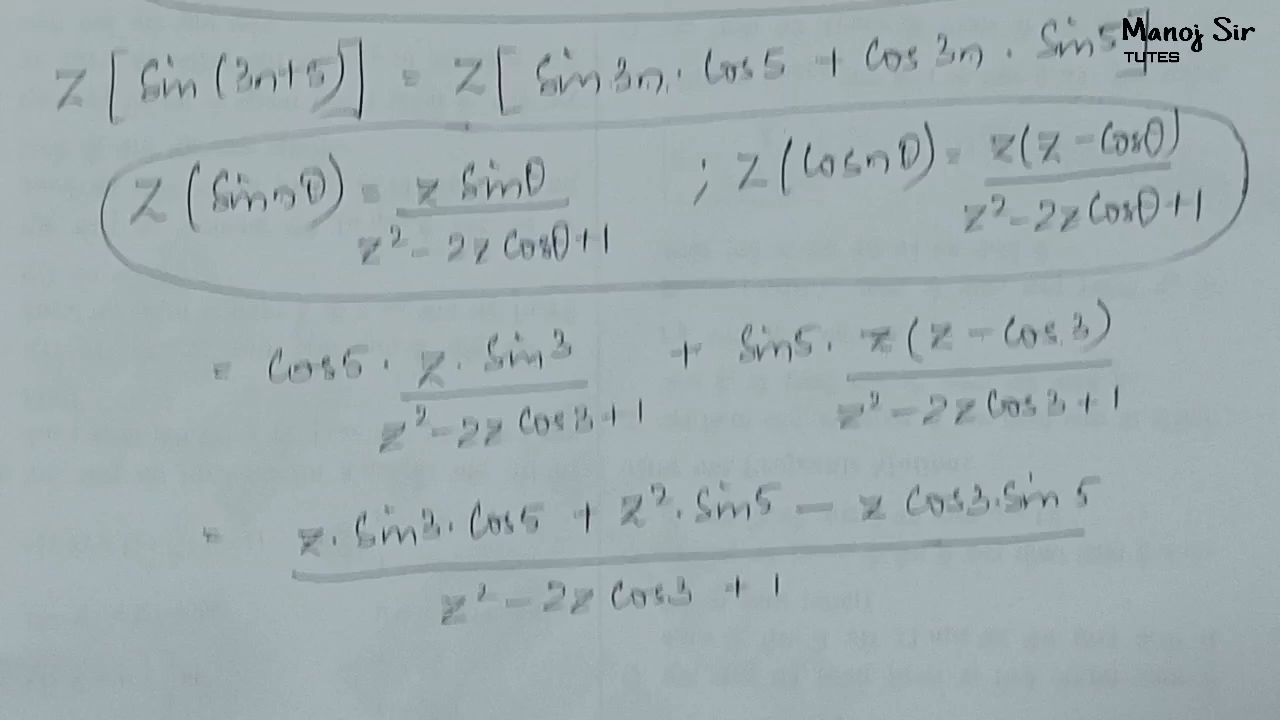 Manoj Sir
TUTES
Z[Sin(3n+5)] = Z[Sin3n. Cos5 + Cos3n. Sin5]
Z(Sinnθ) = z Sinθ / z² - 2z Cosθ + 1 ; Z(Cosnθ) = z(z - Cosθ) / z² - 2z Cosθ + 1
= Cos5. z. Sin3 / z² - 2z Cos3 + 1 + Sin5. z(z - Cos3) / z² - 2z Cos3 + 1
= z. Sin3. Cos5 + z². Sin5 - z Cos3. Sin5 / z² - 2z Cos3 + 1